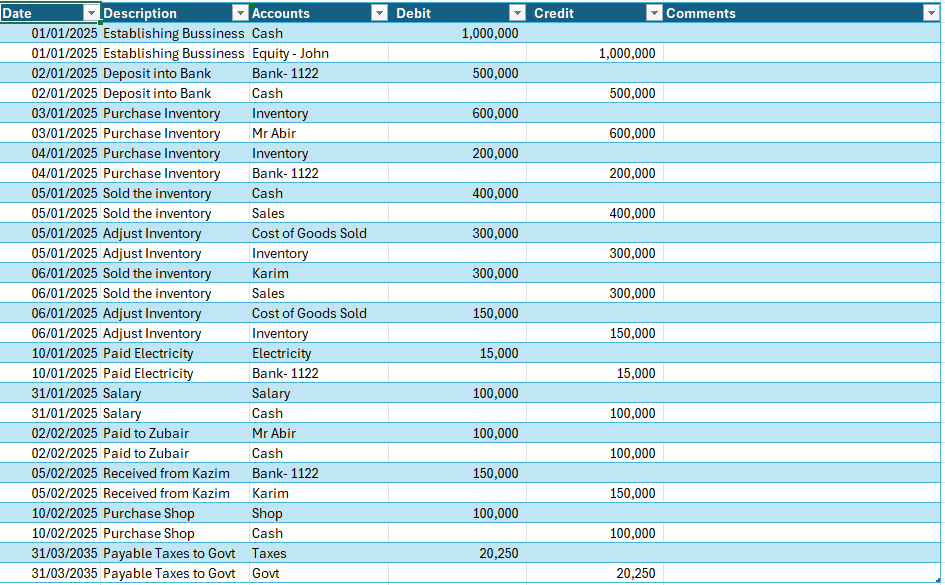 Date Description Accounts Debit Credit Comments
01/01/2025 Establishing Bussiness Cash 1,000,000
01/01/2025 Establishing Bussiness Equity - John 1,000,000
02/01/2025 Deposit into Bank Bank- 1122 500,000
02/01/2025 Deposit into Bank Cash 500,000
03/01/2025 Purchase Inventory Inventory 600,000
03/01/2025 Purchase Inventory Mr Abir 600,000
04/01/2025 Purchase Inventory Inventory 200,000
04/01/2025 Purchase Inventory Bank- 1122 200,000
05/01/2025 Sold the inventory Cash 400,000
05/01/2025 Sold the inventory Sales 400,000
05/01/2025 Adjust Inventory Cost of Goods Sold 300,000
05/01/2025 Adjust Inventory Inventory 300,000
06/01/2025 Sold the inventory Karim 300,000
06/01/2025 Sold the inventory Sales 300,000
06/01/2025 Adjust Inventory Cost of Goods Sold 150,000
06/01/2025 Adjust Inventory Inventory 150,000
10/01/2025 Paid Electricity Electricity 15,000
10/01/2025 Paid Electricity Bank- 1122 15,000
31/01/2025 Salary Salary 100,000
31/01/2025 Salary Cash 100,000
02/02/2025 Paid to Zubair Mr Abir 100,000
02/02/2025 Paid to Zubair Cash 100,000
05/02/2025 Received from Kazim Bank- 1122 150,000
05/02/2025 Received from Kazim Karim 150,000
10/02/2025 Purchase Shop Shop 100,000
10/02/2025 Purchase Shop Cash 100,000
31/03/2035 Payable Taxes to Govt Taxes 20,250
31/03/2035 Payable Taxes to Govt Govt 20,250